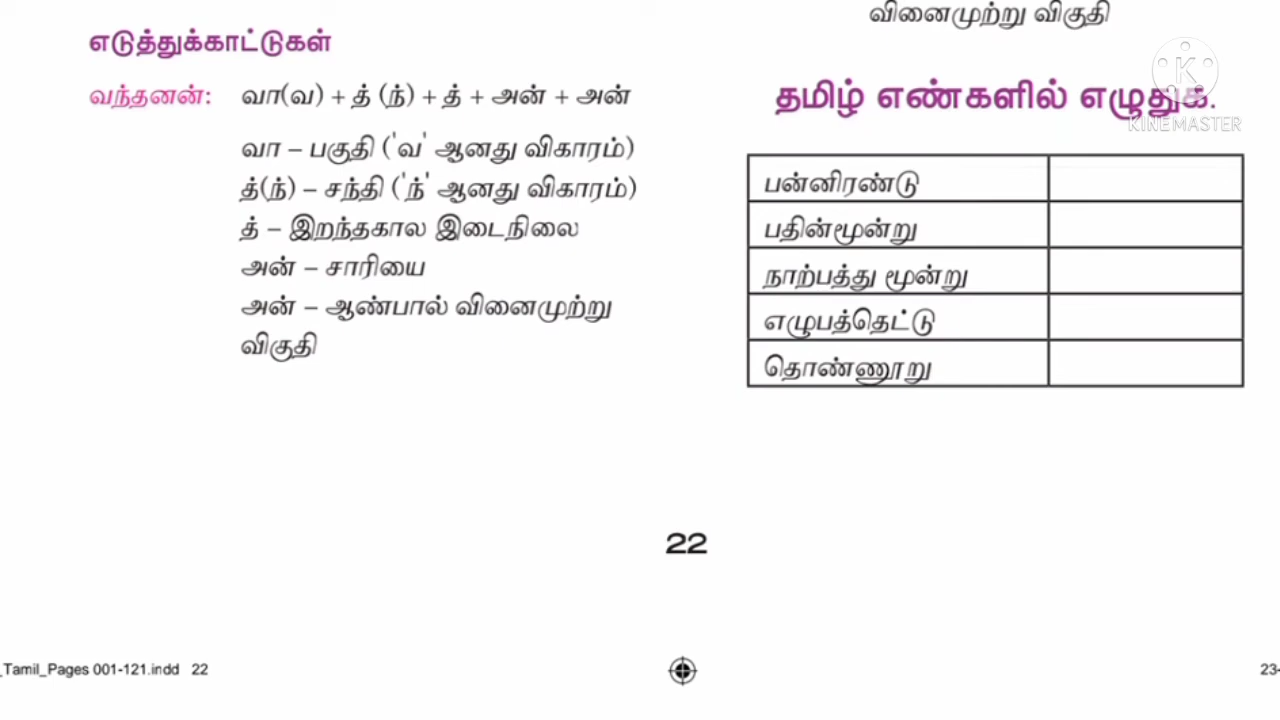 எடுத்துக்காட்டுகள்
வந்தனன்: வா(வ) + த் (ந்) + த் + அன் + அன்
வா – பகுதி ('வ' ஆனது விகாரம்)
த்(ந்) – சந்தி ('ந்' ஆனது விகாரம்)
த் – இறந்தகால இடைநிலை
அன் – சாரியை
அன் – ஆண்பால் வினைமுற்று
விகுதி
வினைமுற்று விகுதி
தமிழ் எண்களில் எழுதுக.
K
KINEMASTER
பன்னிரண்டு
பதின்மூன்று
நாற்பத்து மூன்று
எழுபத்தெட்டு
தொண்ணூறு
22
_Tamil_Pages 001-121.indd 22
23-